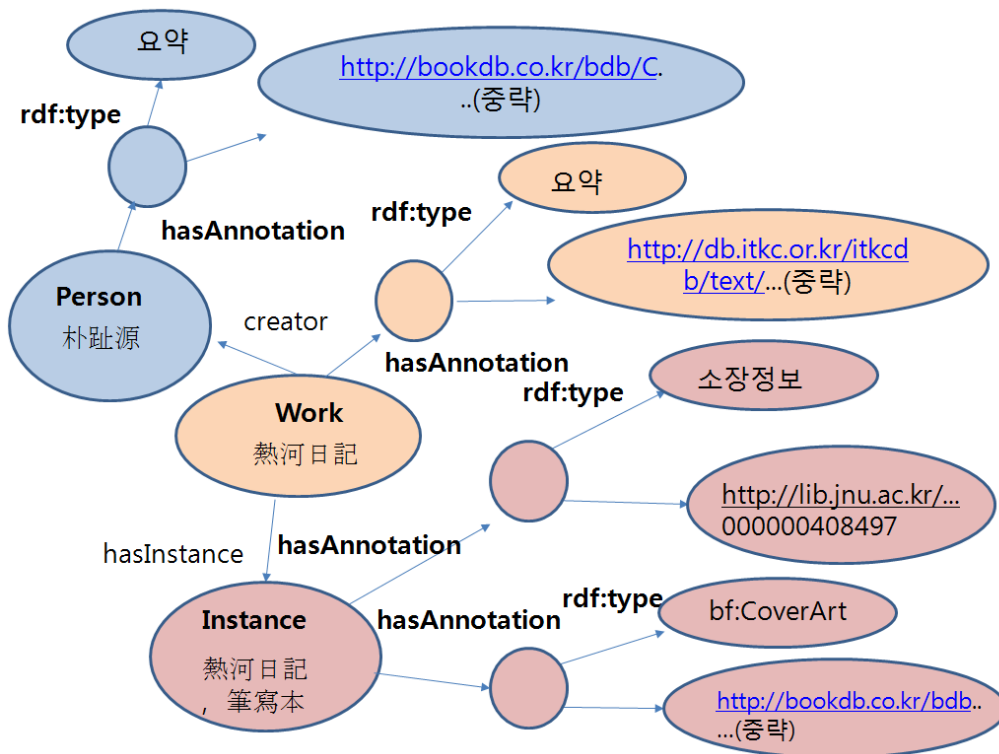 요약
http://bookdb.co.kr/bdb/C.
..(중략)
rdf:type
hasAnnotation
요약
rdf:type
http://db.itkc.or.kr/itkcd
b/text/...(중략)
Person
朴趾源
creator
hasAnnotation
rdf:type
소장정보
Work
熱河日記
http://lib.jnu.ac.kr/...
000000408497
hasInstance
hasAnnotation
rdf:type
bf:CoverArt
hasAnnotation
Instance
熱河日記
, 筆寫本
http://bookdb.co.kr/bdb..
...(중략)